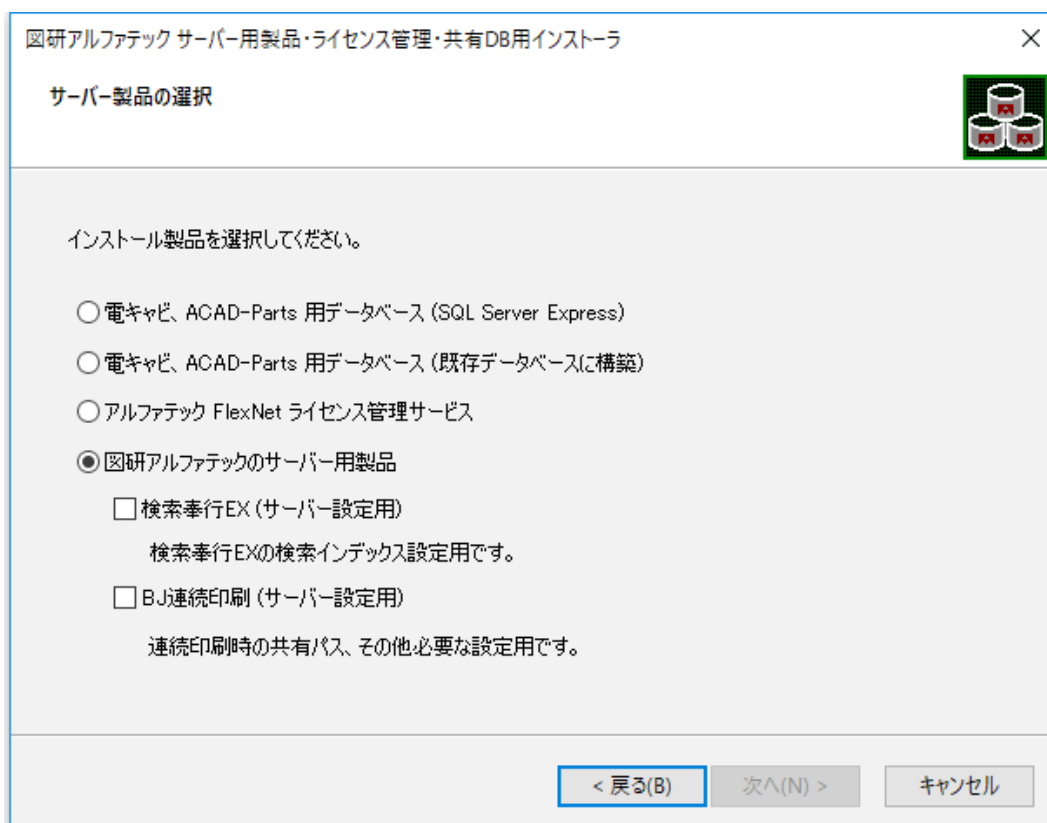 図研アルファテック サーバー用製品・ライセンス管理・共有DB用インストーラ
サーバー製品の選択
インストール製品を選択してください。
電キャビ、ACAD-Parts 用データベース (SQL Server Express)
電キャビ、ACAD-Parts 用データベース (既存データベースに構築)
アルファテック FlexNet ライセンス管理サービス
図研アルファテックのサーバー用製品
検索奉行EX (サーバー設定用)
検索奉行EXの検索インデックス設定用です。
BJ連続印刷 (サーバー設定用)
連続印刷時の共有パス、その他必要な設定用です。
< 戻る(B)
次へ(N) >
キャンセル